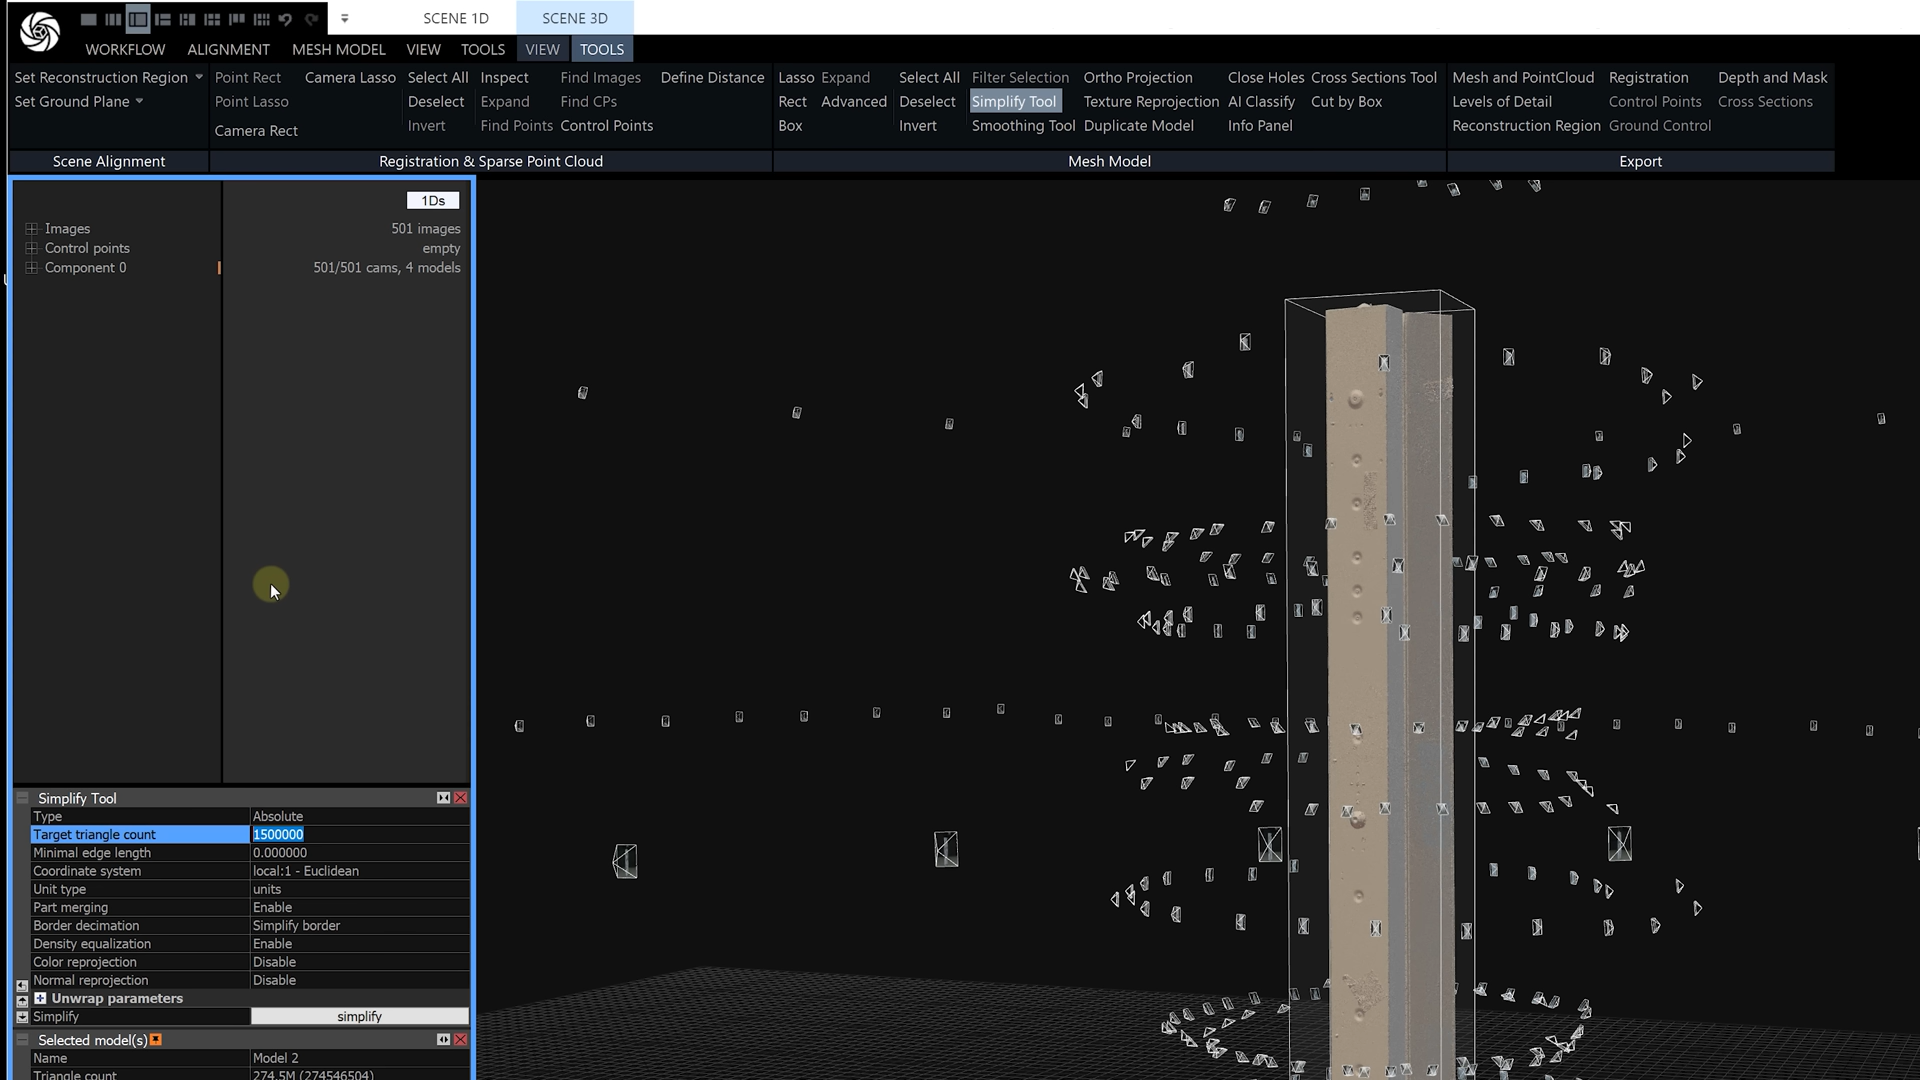 SCENE 1D SCENE 3D
WORKFLOW ALIGNMENT MESH MODEL VIEW TOOLS VIEW TOOLS
Set Reconstruction Region Point Rect Camera Lasso Select All Inspect Find Images Define Distance Lasso Expand Select All Filter Selection Ortho Projection Close Holes Cross Sections Tool Mesh and PointCloud Registration Depth and Mask
Set Ground Plane Point Lasso Deselect Expand Find CPs Rect Advanced Deselect Simplify Tool Texture Reprojection AI Classify Cut by Box Levels of Detail Control Points Cross Sections
Camera Rect Invert Find Points Control Points Box Invert Smoothing Tool Duplicate Model Info Panel Reconstruction Region Ground Control
Scene Alignment Registration & Sparse Point Cloud Mesh Model Export
1Ds
Images 501 images
Control points empty
Component 0 501/501 cams, 4 models
Simplify Tool
Type Absolute
Target triangle count 1500000
Minimal edge length 0.000000
Coordinate system local:1 - Euclidean
Unit type units
Part merging Enable
Border decimation Simplify border
Density equalization Enable
Color reprojection Disable
Normal reprojection Disable
Unwrap parameters
Simplify simplify
Selected model(s)
Name Model 2
Triangle count 274.5M (274546504)